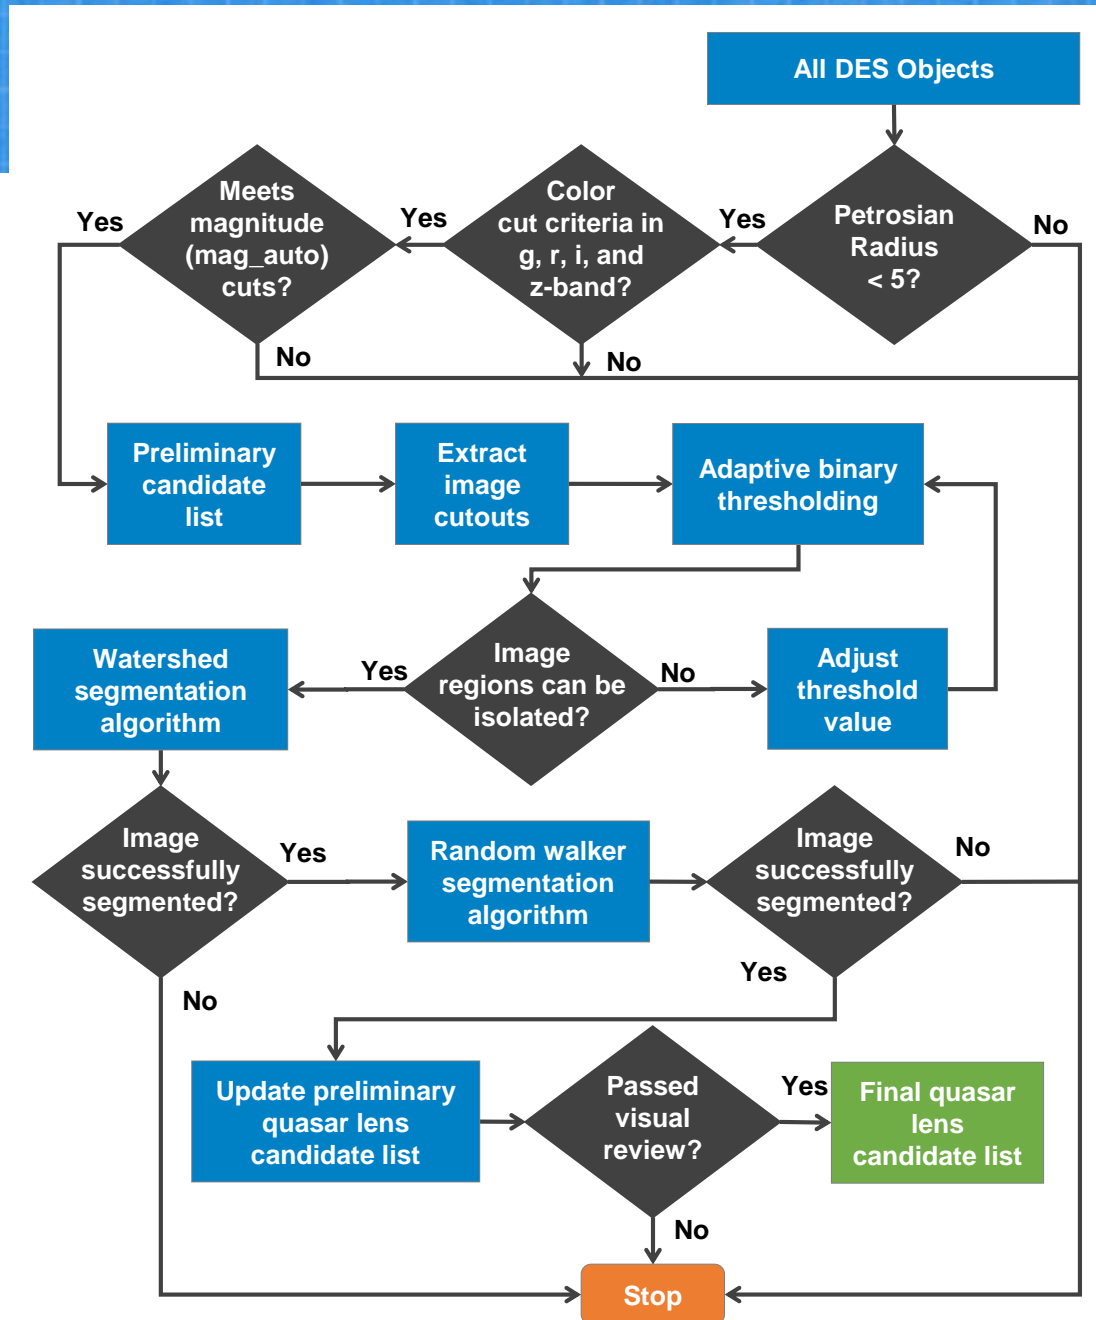 All DES Objects
Petrosian
Radius
< 5?
Yes
No
Color
cut criteria in
g, r, i, and
z-band?
Yes
No
Meets
magnitude
(mag_auto)
cuts?
Yes
No
Preliminary
candidate
list
Extract
image
cutouts
Adaptive binary
thresholding
Image
regions can be
isolated?
Yes
No
Adjust
threshold
value
Watershed
segmentation
algorithm
Image
successfully
segmented?
Yes
No
Random walker
segmentation
algorithm
Image
successfully
segmented?
No
Yes
Update preliminary
quasar lens
candidate list
Passed
visual
review?
Yes
No
Final quasar
lens
candidate list
Stop